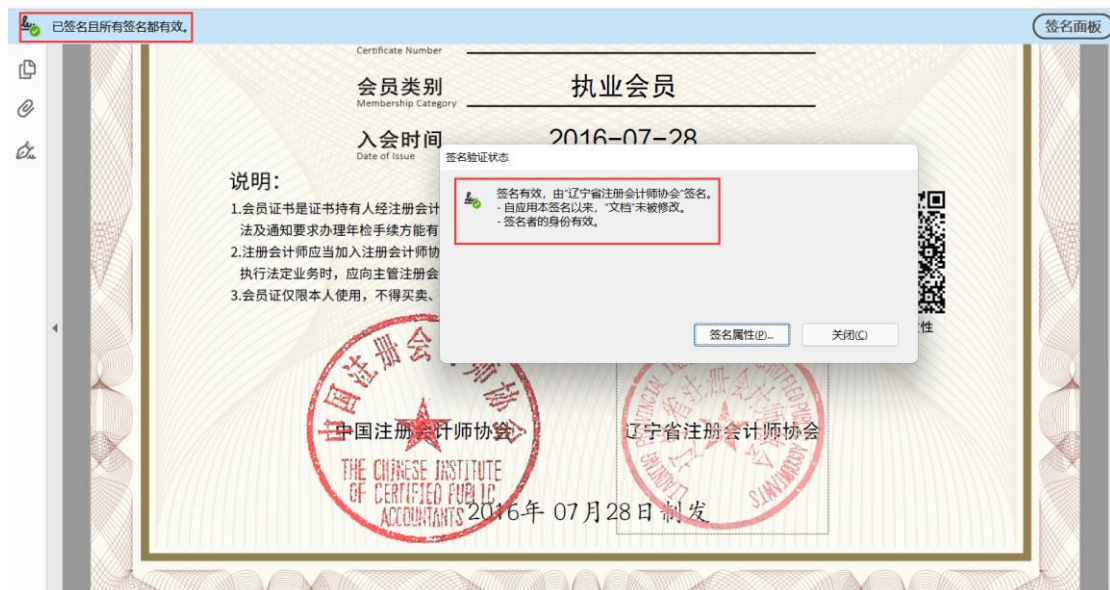 已签名且所有签名都有效。
签名面板
Certificate Number
会员类别
Membership Category
执业会员
入会时间
Date of Issue
2016-07-28
签名验证状态
签名有效，由“辽宁省注册会计师协会”签名。
- 自应用本签名以来，“文档”未被修改。
- 签名者的身份有效。
签名属性(P)...
关闭(C)
说明：
1.会员证书是证书持有人经注册会计
法及通知要求办理年检手续方能有
2.注册会计师应当加入注册会计师协
执行法定业务时，应向主管注册会
3.会员证仅限本人使用，不得买卖、
性
中国注册会计师协会
THE CHINESE INSTITUTE
OF CERTIFIED PUBLIC
ACCOUNTANTS
中国注册会计师协会
辽宁省注册会计师协会
2016年 07月28日制发